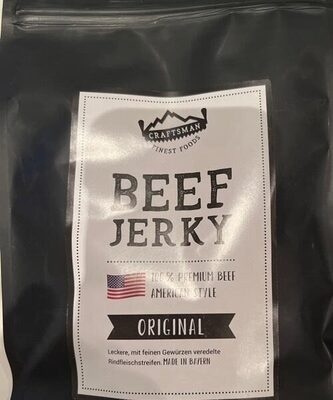 CRAFTSMAN
FINEST FOODS
BEEF
JERKY
100% PREMIUM BEEF
AMERICAN STYLE
ORIGINAL
Leckere, mit feinen Gewürzen veredelte
Rindfleischstreifen. MADE IN BAYERN